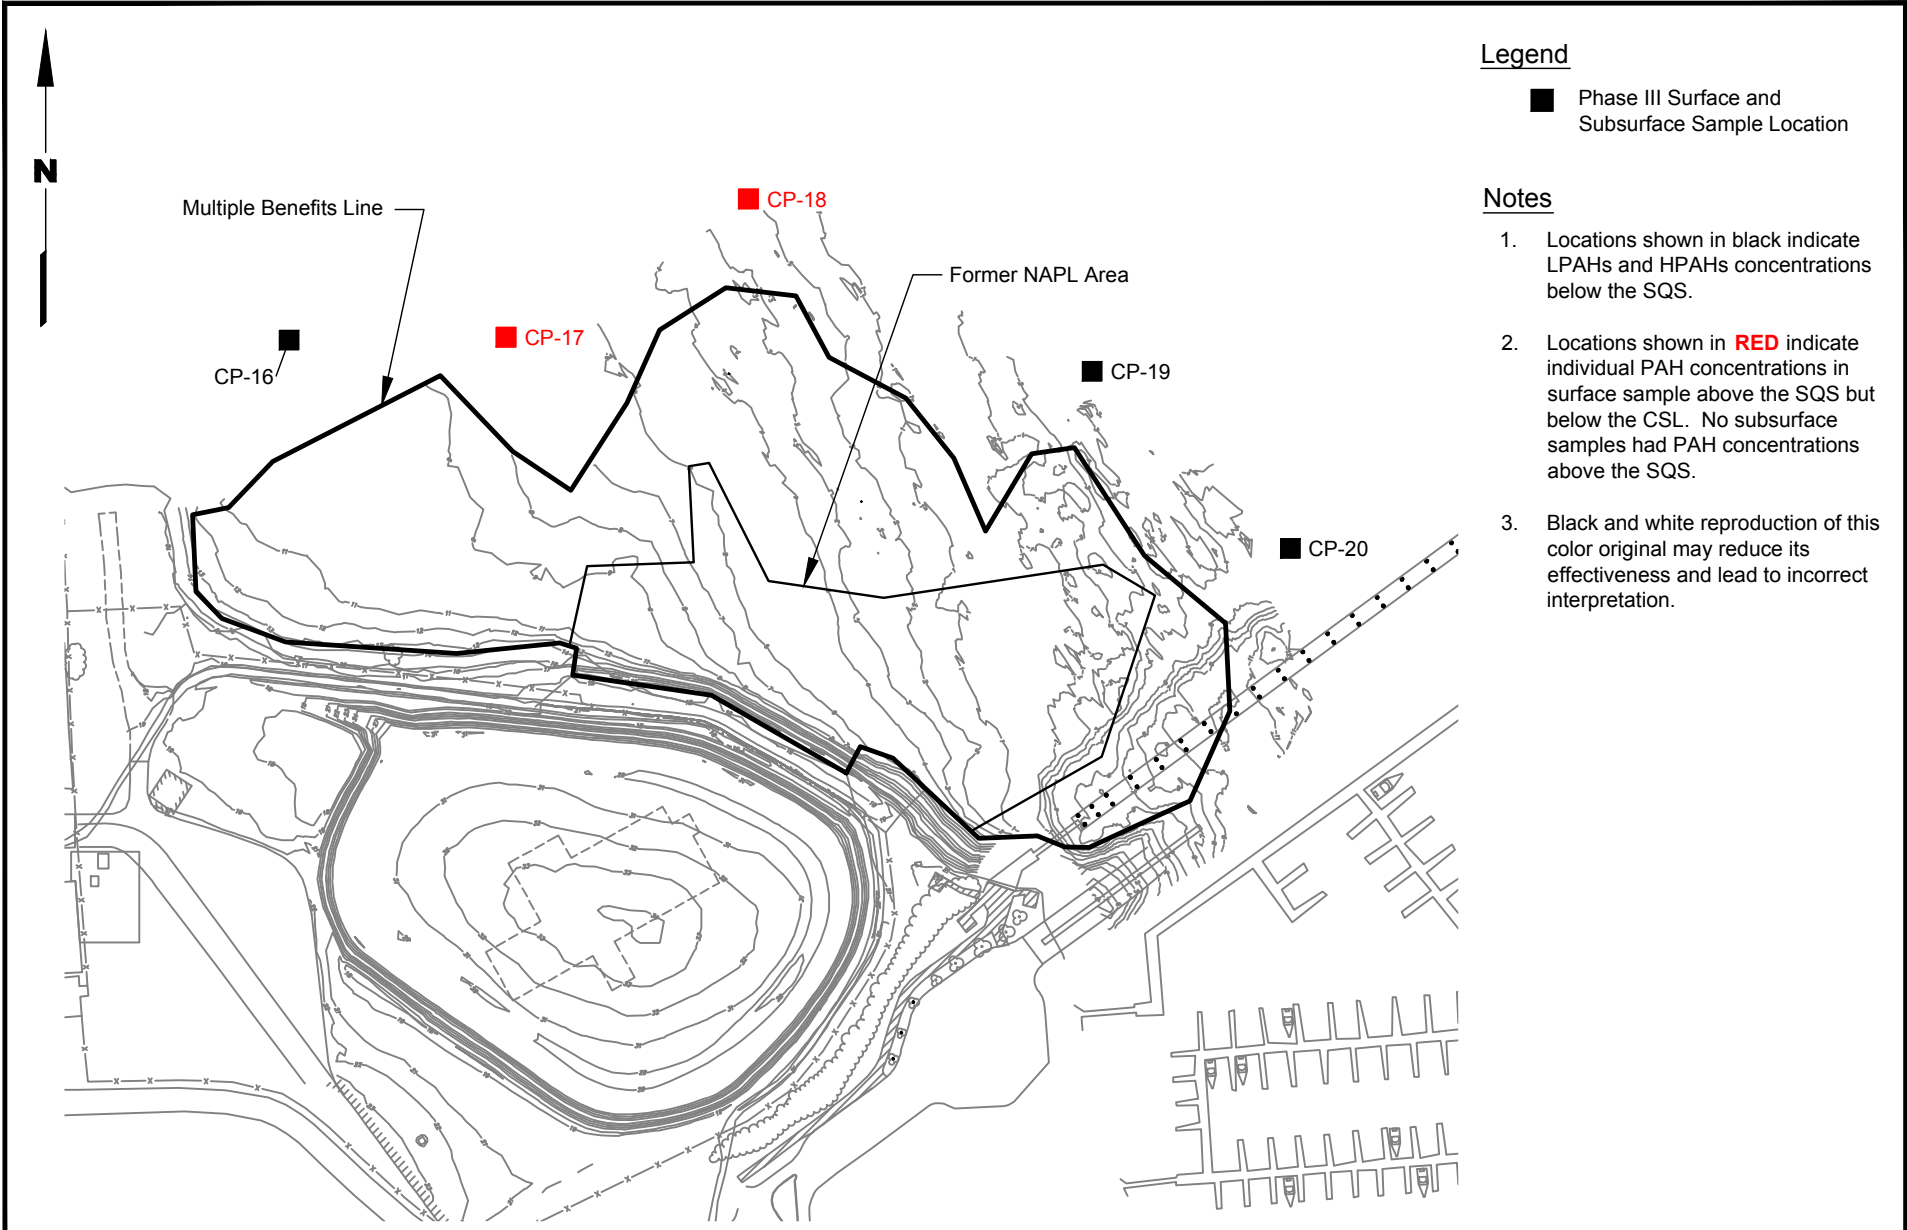 N
Multiple Benefits Line
CP-18
Former NAPL Area
CP-17
CP-16
CP-19
CP-20
Legend
Phase III Surface and
Subsurface Sample Location
Notes
1. Locations shown in black indicate
LPAHs and HPAHs concentrations
below the SQS.
2. Locations shown in RED indicate
individual PAH concentrations in
surface sample above the SQS but
below the CSL. No subsurface
samples had PAH concentrations
above the SQS.
3. Black and white reproduction of this
color original may reduce its
effectiveness and lead to incorrect
interpretation.